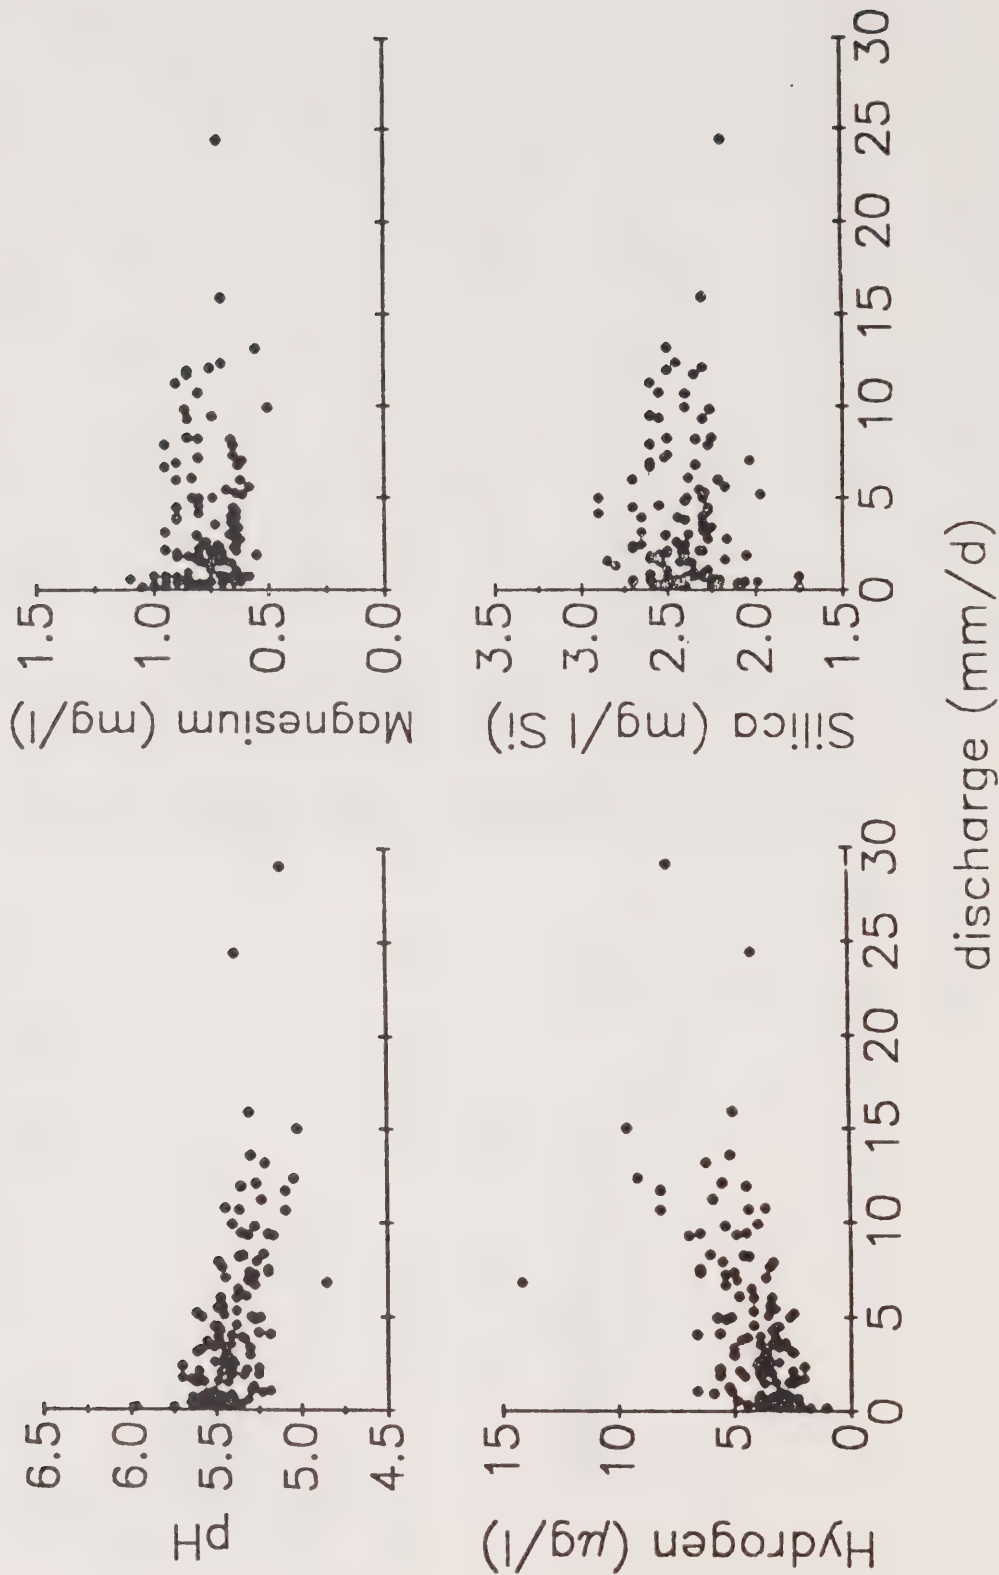 pH
6.5
6.0
5.5
5.0
4.5
Magnesium (mg/l)
1.5
1.0
0.5
0.0
Hydrogen (µg/l)
15
10
5
0
0 5 10 15 20 25 30
Silica (mg/l Si)
3.5
3.0
2.5
2.0
1.5
0 5 10 15 20 25 30
discharge (mm/d)